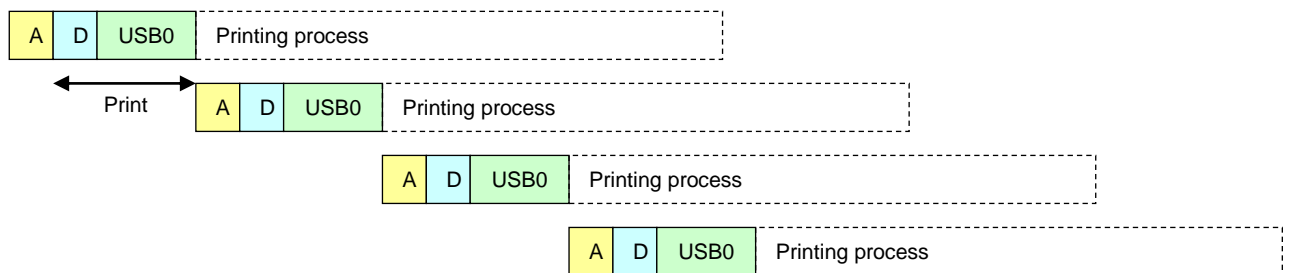 A D USB0 Printing process
Print A D USB0 Printing process
A D USB0 Printing process
A D USB0 Printing process